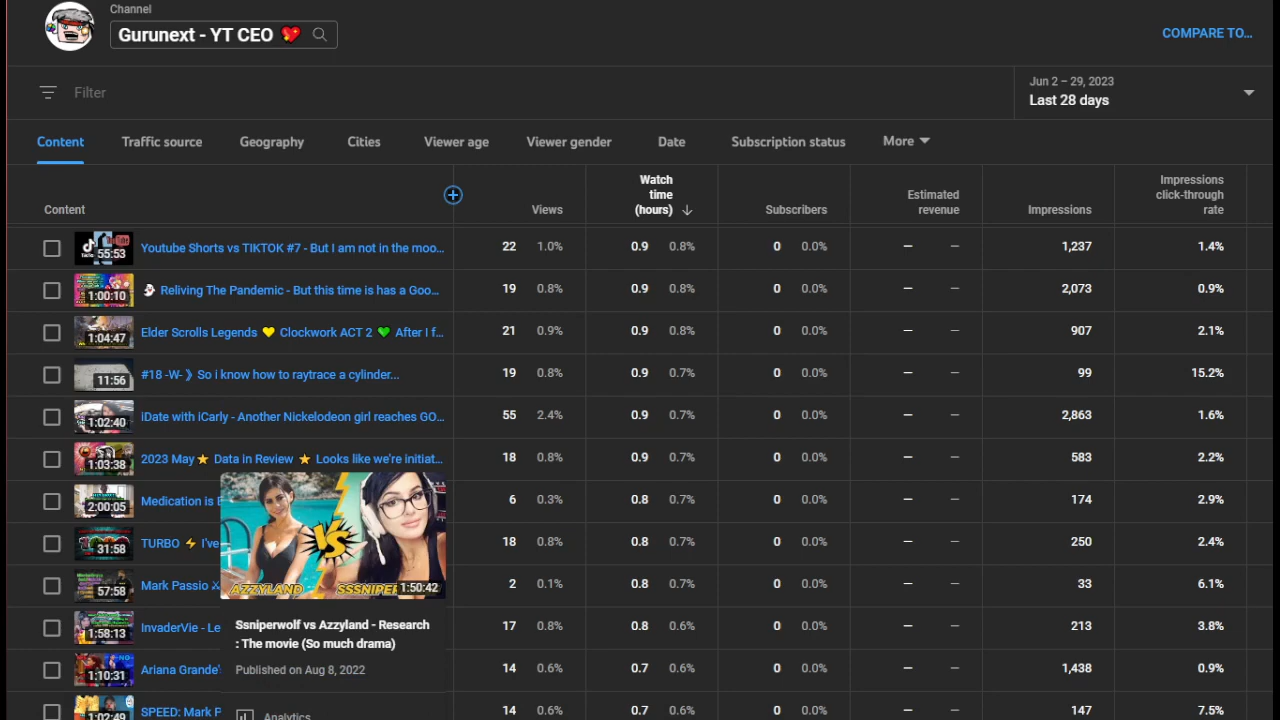 Channel
Gurunext - YT CEO 💖
COMPARE TO...
Filter
Jun 2 – 29, 2023
Last 28 days
Content Traffic source Geography Cities Viewer age Viewer gender Date Subscription status More
Content
Views
Watch time (hours)
Subscribers
Estimated revenue
Impressions
Impressions click-through rate
55:53 Youtube Shorts vs TIKTOK #7 - But I am not in the moo... 22 1.0% 0.9 0.8% 0 0.0% — — 1,237 1.4%
1:00:10 Reliving The Pandemic - But this time is has a Goo... 19 0.8% 0.9 0.8% 0 0.0% — — 2,073 0.9%
1:04:47 Elder Scrolls Legends 💛 Clockwork ACT 2 💚 After I f... 21 0.9% 0.9 0.8% 0 0.0% — — 907 2.1%
11:56 #18 -W- 》So i know how to raytrace a cylinder... 19 0.8% 0.9 0.7% 0 0.0% — — 99 15.2%
1:02:40 iDate with iCarly - Another Nickelodeon girl reaches GO... 55 2.4% 0.9 0.7% 0 0.0% — — 2,863 1.6%
1:03:38 2023 May⭐ Data in Review ⭐ Looks like we're initiat... 18 0.8% 0.9 0.7% 0 0.0% — — 583 2.2%
2:00:05 Medication is 6 0.3% 0.8 0.7% 0 0.0% — — 174 2.9%
31:58 TURBO ⚡ I've 18 0.8% 0.8 0.7% 0 0.0% — — 250 2.4%
57:58 Mark Passio 2 0.1% 0.8 0.7% 0 0.0% — — 33 6.1%
1:58:13 InvaderVie - Le 17 0.8% 0.8 0.6% 0 0.0% — — 213 3.8%
1:10:31 Ariana Grande' 14 0.6% 0.7 0.6% 0 0.0% — — 1,438 0.9%
1:02:49 SPEED: Mark P 14 0.6% 0.7 0.6% 0 0.0% — — 147 7.5%
VS
AZZYLAND SSSNIPER 1:50:42
Ssniperwolf vs Azzyland - Research
: The movie (So much drama)
Published on Aug 8, 2022
Analytics